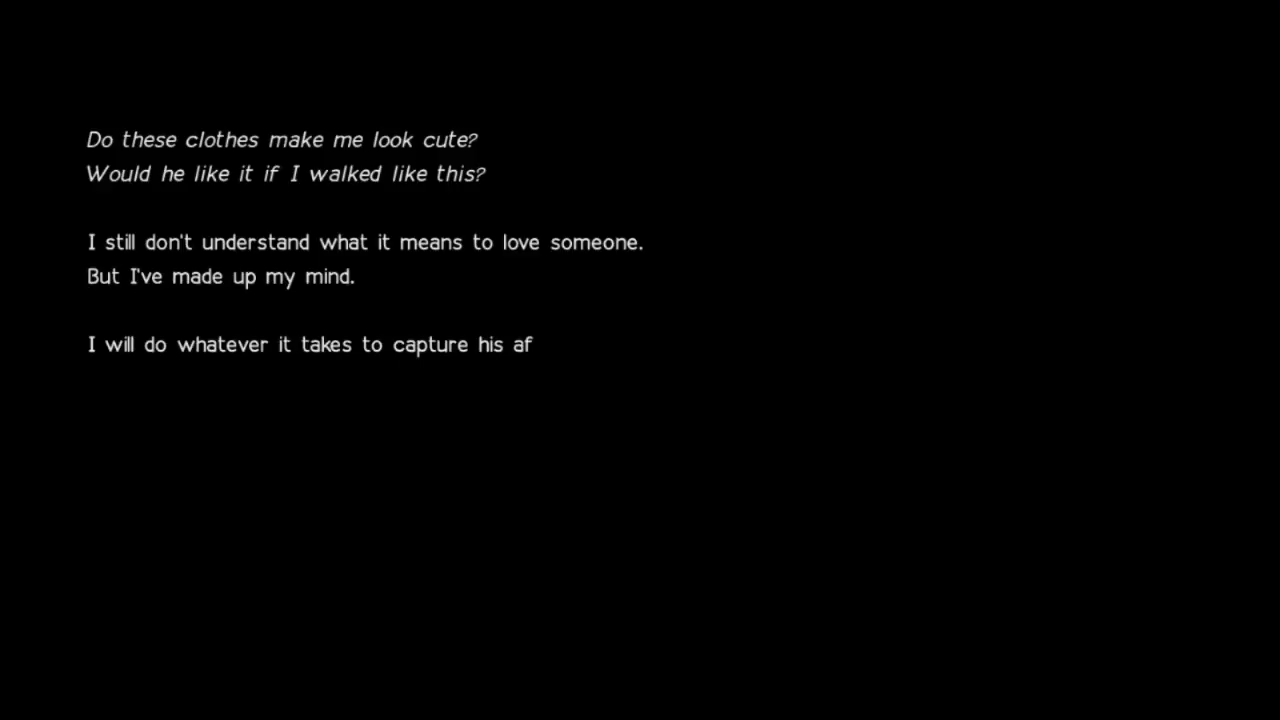 Do these clothes make me look cute?
Would he like it if I walked like this?
I still don't understand what it means to love someone.
But I've made up my mind.
I will do whatever it takes to capture his af